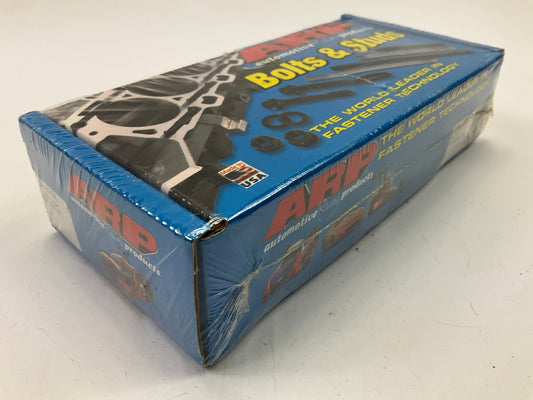 ARP
automotive Racing products
Bolts & Studs
THE WORLD LEADER IN
FASTENER TECHNOLOGY
USA
ARP
automotive Racing products
THE WORLD LEADER IN
FASTENER TECHNOLOGY
ARP
automotive Racing products